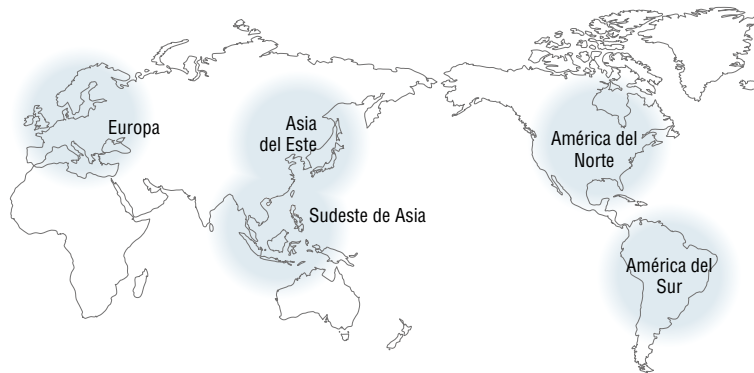 Europa
Asia
del Este
Sudeste de Asia
América del
Norte
América del
Sur